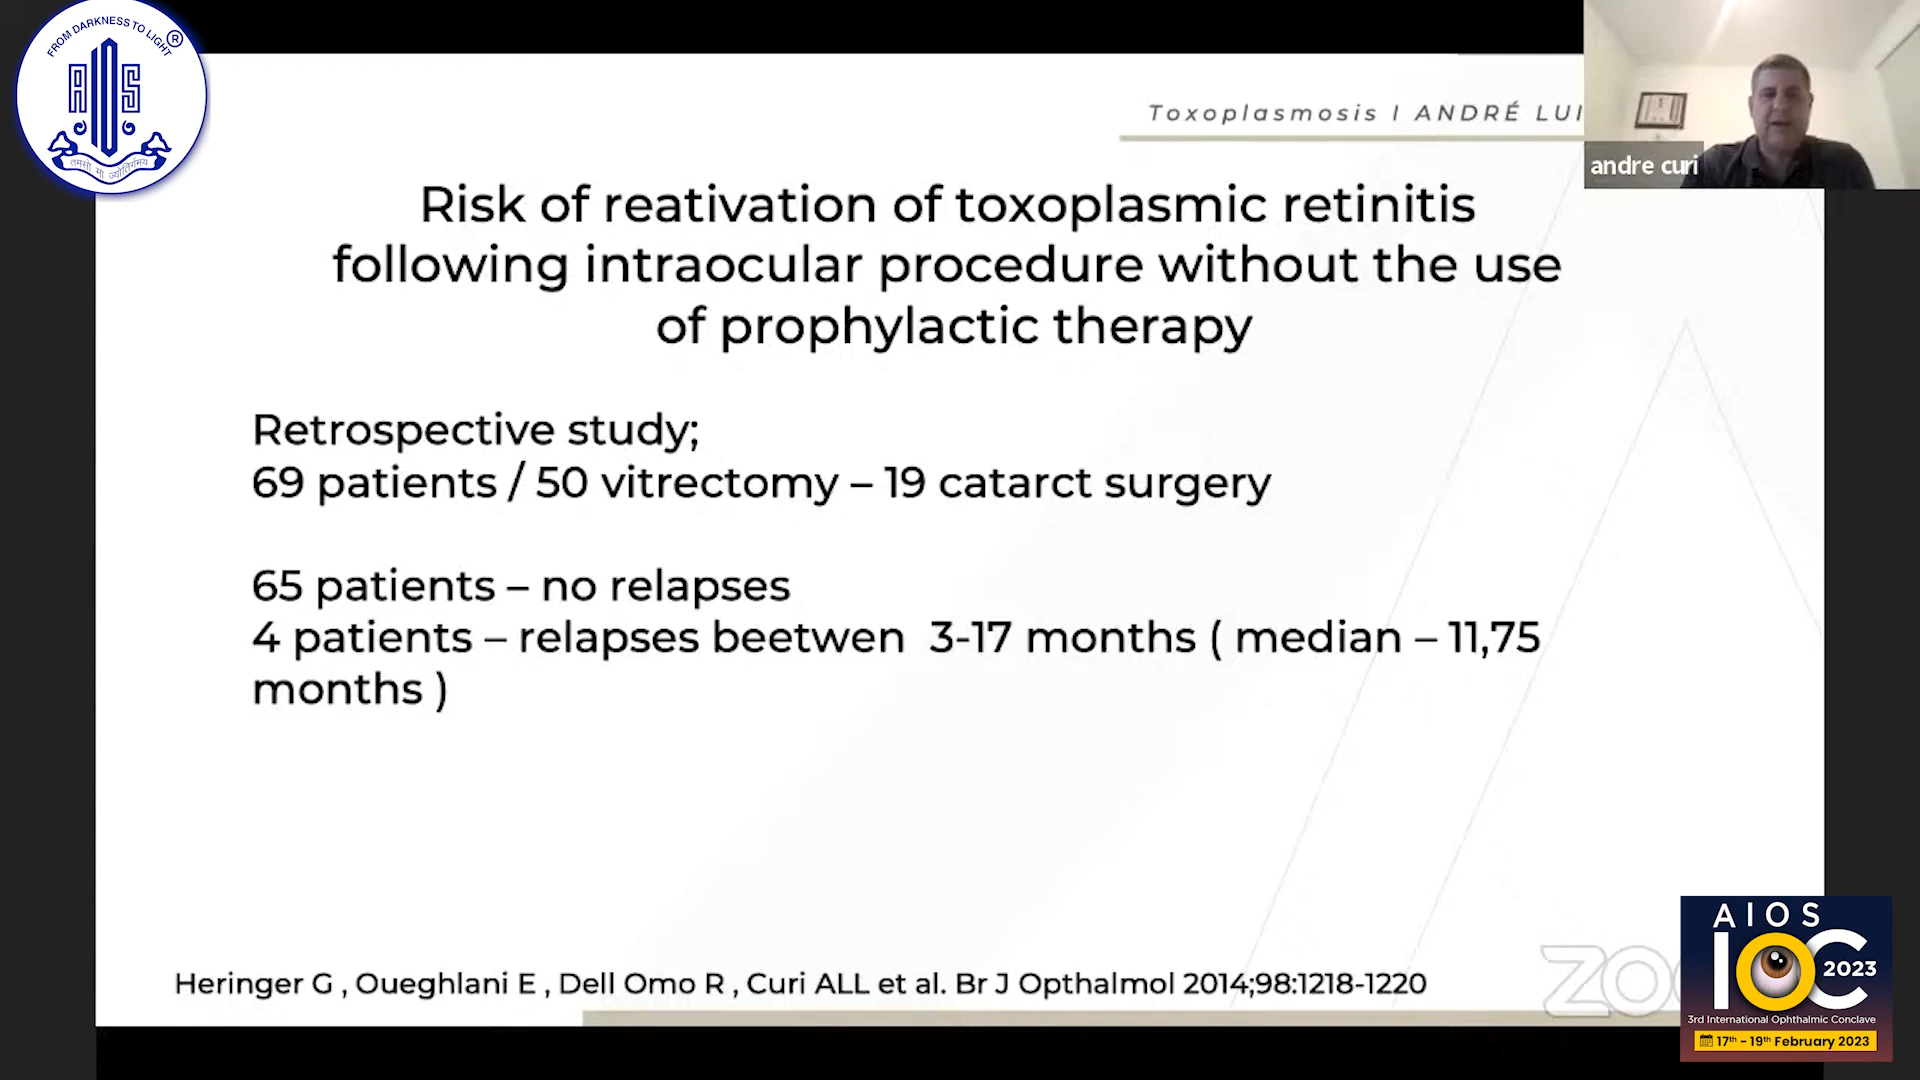 FROM DARKNESS TO LIGHT
®
AIOS
तमसो मा ज्योतिर्गमय
Toxoplasmosis I ANDRÉ LUI
andre curi
Risk of reativation of toxoplasmic retinitis
following intraocular procedure without the use
of prophylactic therapy
Retrospective study;
69 patients / 50 vitrectomy – 19 catarct surgery
65 patients – no relapses
4 patients – relapses beetwen 3-17 months ( median – 11,75
months )
Heringer G , Oueghlani E , Dell Omo R , Curi ALL et al. Br J Opthalmol 2014;98:1218-1220
ZO
AIOS
IOC
2023
3rd International Ophthalmic Conclave
17th - 19th February 2023